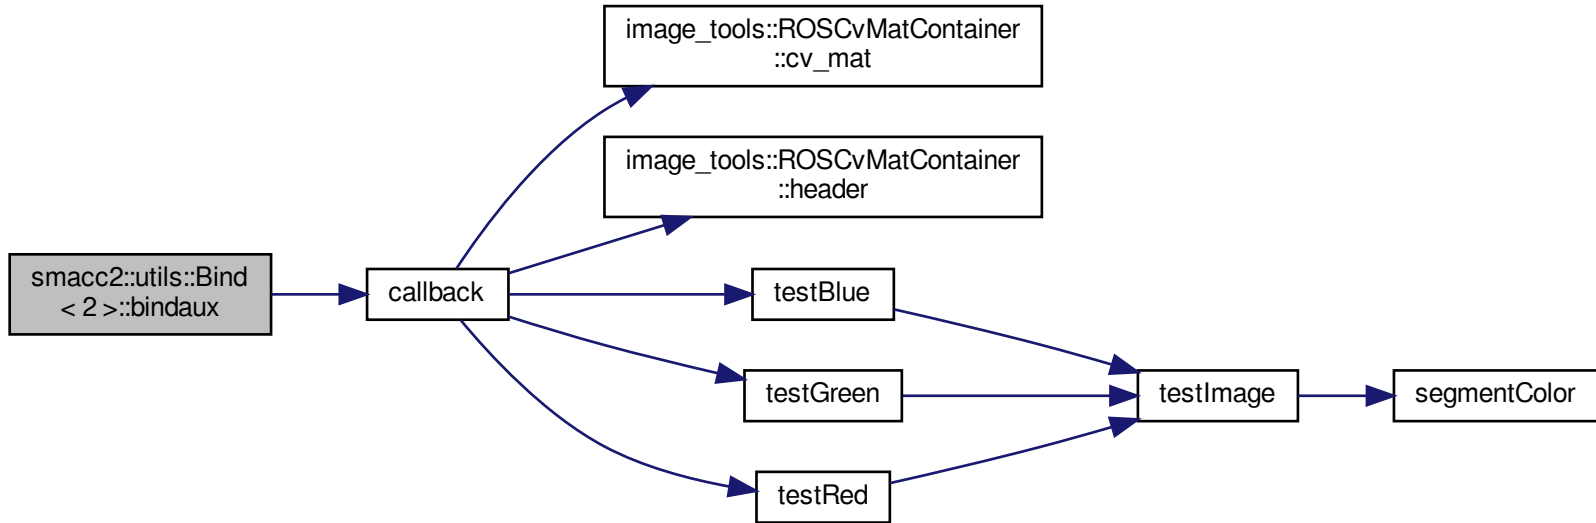 image_tools::ROSCvMatContainer
::cv_mat
image_tools::ROSCvMatContainer
::header
smacc2::utils::Bind
< 2 >::bindaux
callback
testBlue
testGreen
testImage
segmentColor
testRed